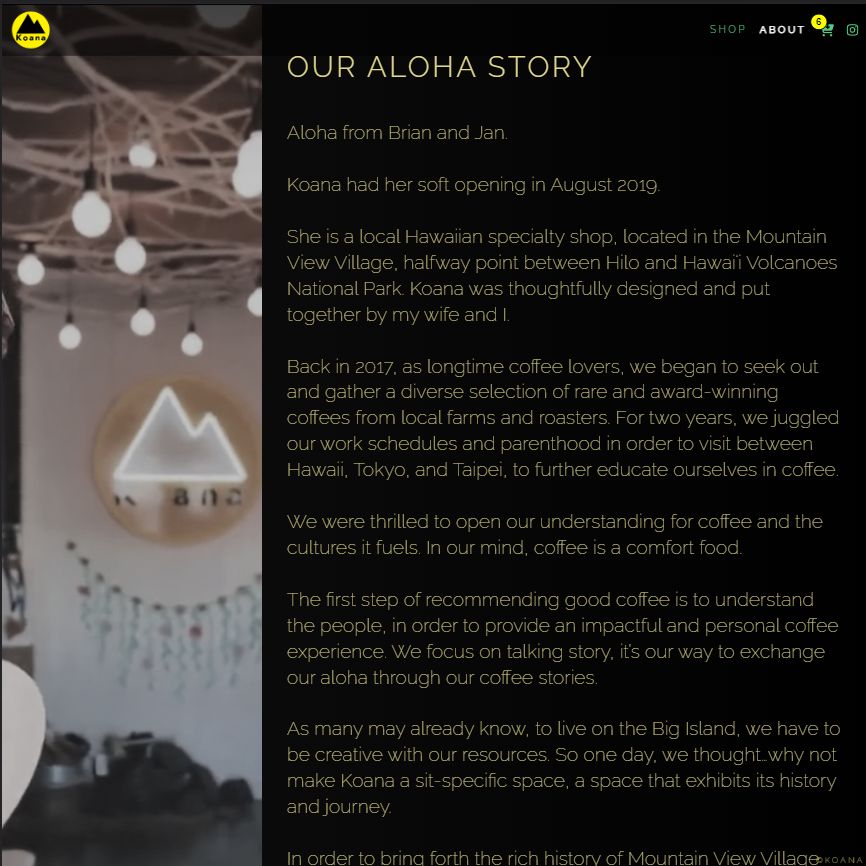 Koana
SHOP
ABOUT
6
OUR ALOHA STORY
Aloha from Brian and Jan.
Koana had her soft opening in August 2019.
She is a local Hawaiian specialty shop, located in the Mountain
View Village, halfway point between Hilo and Hawai'i Volcanoes
National Park. Koana was thoughtfully designed and put
together by my wife and I.
Back in 2017, as longtime coffee lovers, we began to seek out
and gather a diverse selection of rare and award-winning
coffees from local farms and roasters. For two years, we juggled
our work schedules and parenthood in order to visit between
Hawaii, Tokyo, and Taipei, to further educate ourselves in coffee.
We were thrilled to open our understanding for coffee and the
cultures it fuels. In our mind, coffee is a comfort food.
The first step of recommending good coffee is to understand
the people, in order to provide an impactful and personal coffee
experience. We focus on talking story, it's our way to exchange
our aloha through our coffee stories.
As many may already know, to live on the Big Island, we have to
be creative with our resources. So one day, we thought...why not
make Koana a sit-specific space, a space that exhibits its history
and journey.
In order to bring forth the rich history of Mountain View Village
©KOANA